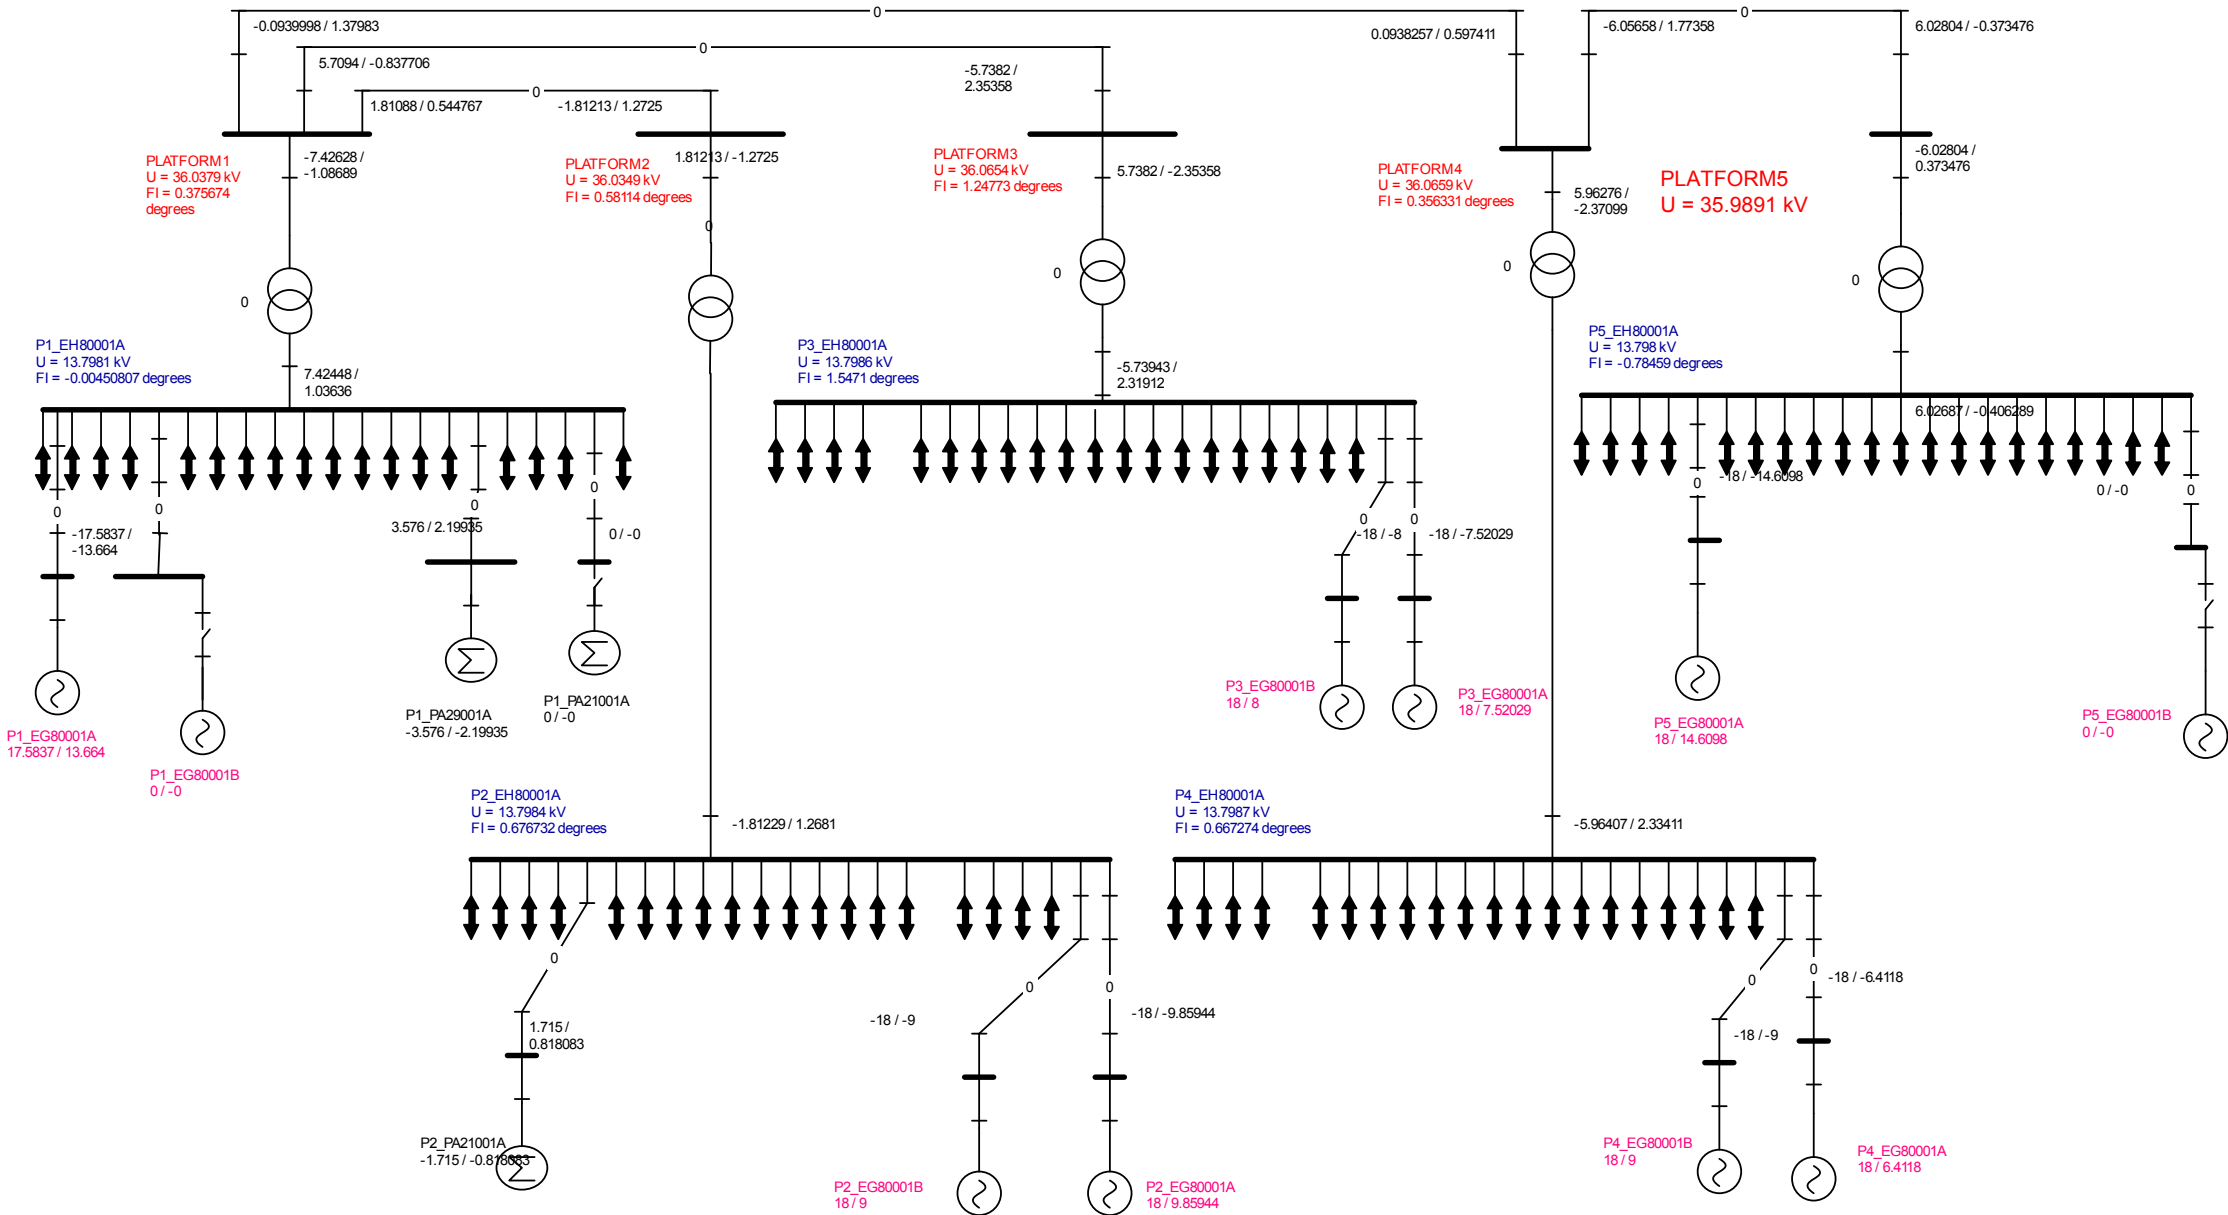 0
-0.0939998 / 1.37983
0.0938257 / 0.597411
-6.05658 / 1.77358
0
6.02804 / -0.373476
0
5.7094 / -0.837706
-5.7382 /
2.35358
0
1.81088 / 0.544767
-1.81213 / 1.2725
PLATFORM1
U = 36.0379 kV
FI = 0.375674
degrees
-7.42628 /
-1.08689
PLATFORM2
U = 36.0349 kV
FI = 0.58114 degrees
1.81213 / -1.2725
0
PLATFORM3
U = 36.0654 kV
FI = 1.24773 degrees
5.7382 / -2.35358
PLATFORM4
U = 36.0659 kV
FI = 0.356331 degrees
5.96276 /
-2.37099
PLATFORM5
U = 35.9891 kV
-6.02804 /
0.373476
0
0
0
0
P1_EH80001A
U = 13.7981 kV
FI = -0.00450807 degrees
7.42448 /
1.03636
P3_EH80001A
U = 13.7986 kV
FI = 1.5471 degrees
-5.73943 /
2.31912
P5_EH80001A
U = 13.798 kV
FI = -0.78459 degrees
6.02687 / -0.406289
0
-17.5837 /
-13.664
0
3.576 / 2.19935
0
0
0 / -0
0
-18 / -8
0
-18 / -7.52029
0
-18 / -14.6098
0 / -0
0
P1_EG80001A
17.5837 / 13.664
P1_EG80001B
0 / -0
P1_PA29001A
-3.576 / -2.19935
P1_PA21001A
0 / -0
P3_EG80001B
18 / 8
P3_EG80001A
18 / 7.52029
P5_EG80001A
18 / 14.6098
P5_EG80001B
0 / -0
P2_EH80001A
U = 13.7984 kV
FI = 0.676732 degrees
-1.81229 / 1.2681
P4_EH80001A
U = 13.7987 kV
FI = 0.667274 degrees
-5.96407 / 2.33411
0
1.715 /
0.818083
0
-18 / -9
0
-18 / -9.85944
0
-18 / -9
0
-18 / -6.4118
P2_PA21001A
-1.715 / -0.818083
P2_EG80001B
18 / 9
P2_EG80001A
18 / 9.85944
P4_EG80001B
18 / 9
P4_EG80001A
18 / 6.4118